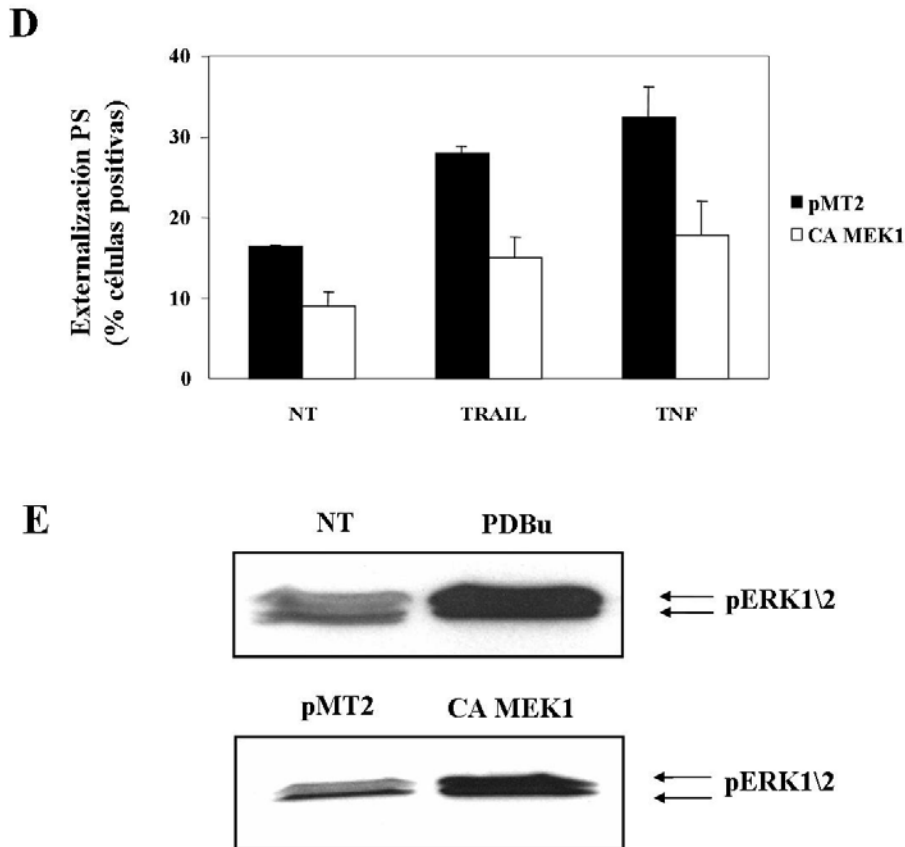 D
Externalización PS
(% células positivas)
40
30
20
10
0
NT TRAIL TNF
pMT2
CA MEK1
E
NT PDBu
pERK1\2
pMT2 CA MEK1
pERK1\2